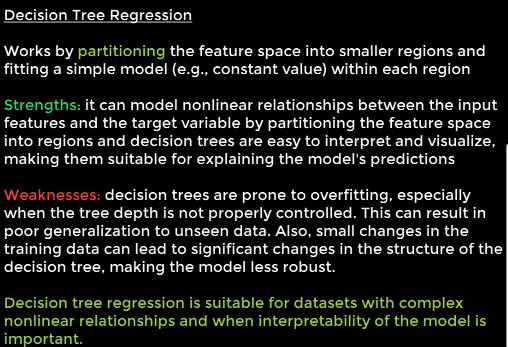 Decision Tree Regression
Works by partitioning the feature space into smaller regions and
fitting a simple model (e.g., constant value) within each region
Strengths: it can model nonlinear relationships between the input
features and the target variable by partitioning the feature space
into regions and decision trees are easy to interpret and visualize,
making them suitable for explaining the model's predictions
Weaknesses: decision trees are prone to overfitting, especially
when the tree depth is not properly controlled. This can result in
poor generalization to unseen data. Also, small changes in the
training data can lead to significant changes in the structure of the
decision tree, making the model less robust.
Decision tree regression is suitable for datasets with complex
nonlinear relationships and when interpretability of the model is
important.